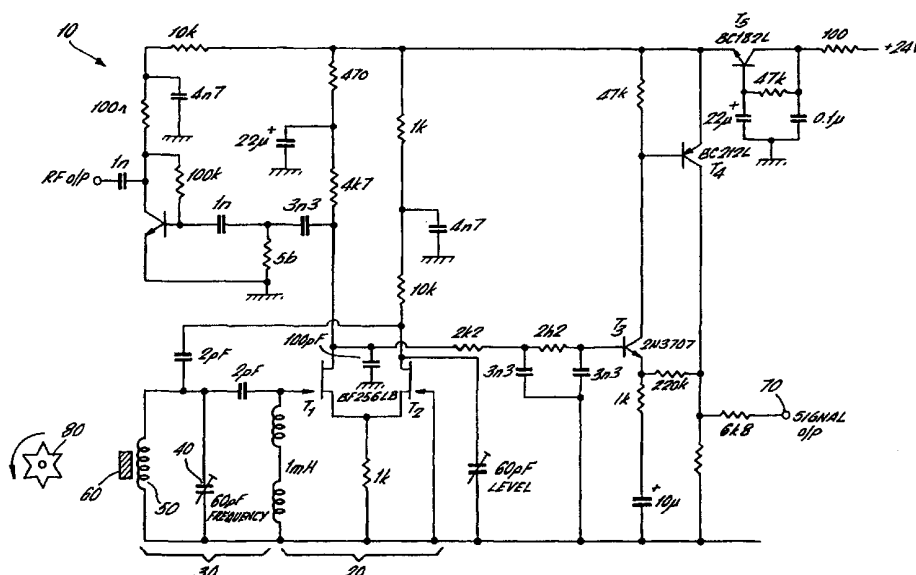 10
10k
100n
4n7
470
22μ +
1k
4k7
1n
RF O/P
100k
1n
3n3
56
4n7
10k
47k
T5
BC182L
100
+24V
47k
22μ +
0.1μ
BC212L
T4
2pF
100pF
2k2
2k2
T3
2N3707
3n3
3n3
220k
1k
70
SIGNAL
O/P
6k8
2pF
T1
BF256LB
T2
80
60
50
40
60pF
FREQUENCY
1mH
1k
60pF
LEVEL
+
10μ
30
20